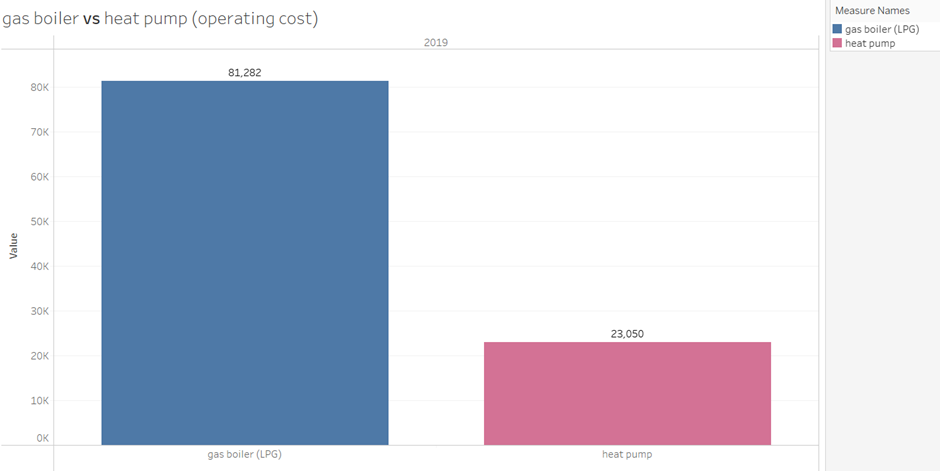 gas boiler vs heat pump (operating cost)
Measure Names
gas boiler (LPG)
heat pump
2019
81,282
80K
70K
60K
50K
Value
40K
30K
23,050
20K
10K
0K
gas boiler (LPG) heat pump